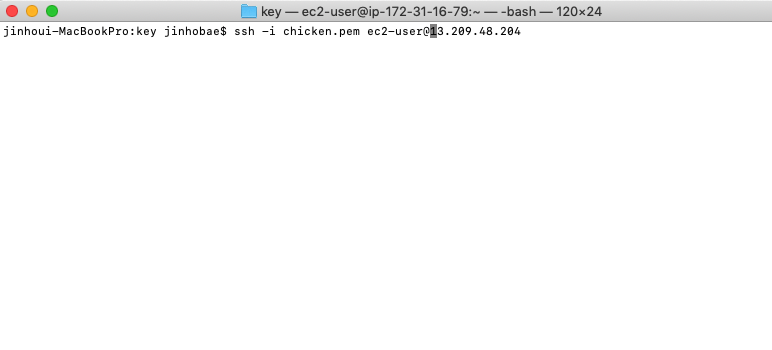 key — ec2-user@ip-172-31-16-79:~ — -bash — 120×24
jinhoui-MacBookPro:key jinhobae$ ssh -i chicken.pem ec2-user@13.209.48.204